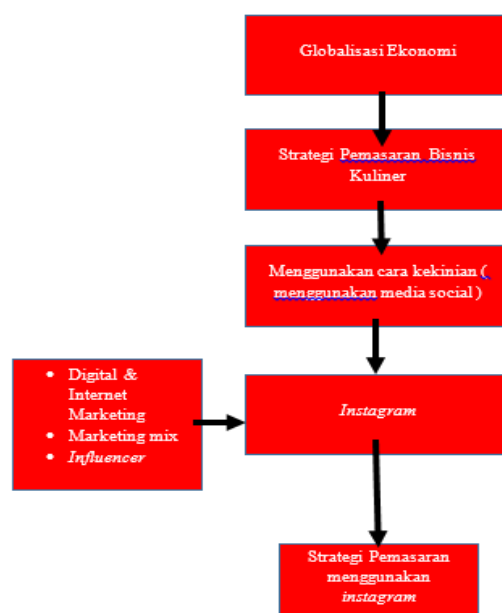 Globalisasi Ekonomi
Strategi Pemasaran Bisnis
Kuliner
Menggunakan cara kekinian (
menggunakan media social )
• Digital &
Internet
Marketing
• Marketing mix
• Influencer
Instagram
Strategi Pemasaran
menggunakan
instagram